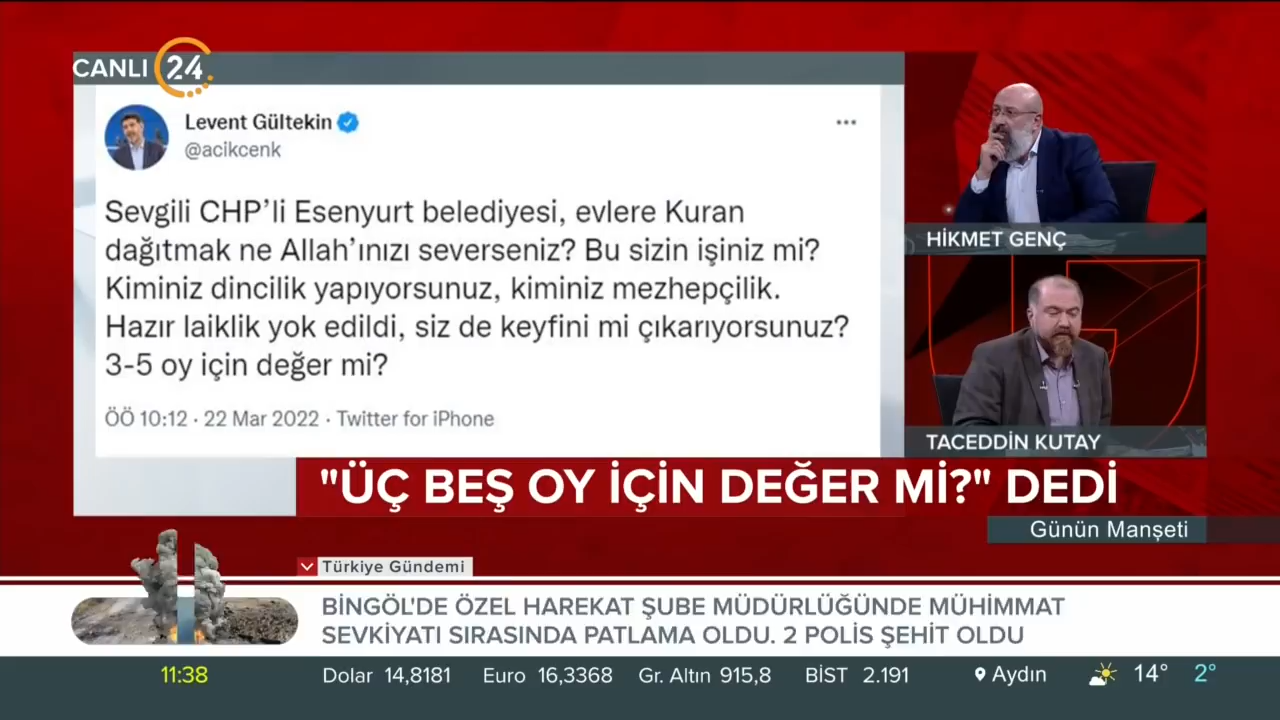 CANLI 24
Levent Gültekin
@acikcenk
Sevgili CHP'li Esenyurt belediyesi, evlere Kuran
dağıtmak ne Allah'ınızı severseniz? Bu sizin işiniz mi?
Kiminiz dincilik yapıyorsunuz, kiminiz mezhepçilik.
Hazır laiklik yok edildi, siz de keyfini mi çıkarıyorsunuz?
3-5 oy için değer mi?
ÖÖ 10:12 · 22 Mar 2022 · Twitter for iPhone
HİKMET GENÇ
TACEDDİN KUTAY
"ÜÇ BEŞ OY İÇİN DEĞER Mİ?" DEDİ
Günün Manşeti
Türkiye Gündemi
BİNGÖL'DE ÖZEL HAREKAT ŞUBE MÜDÜRLÜĞÜNDE MÜHİMMAT
SEVKİYATI SIRASINDA PATLAMA OLDU. 2 POLİS ŞEHİT OLDU
11:38 Dolar 14,8181 Euro 16,3368 Gr. Altın 915,8 BİST 2.191 Aydın 14° 2°